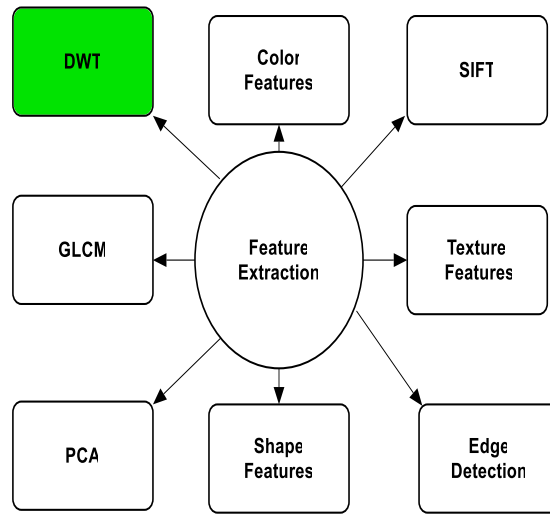 DWT
Color
Features
SIFT
GLCM
Feature
Extraction
Texture
Features
PCA
Shape
Features
Edge
Detection